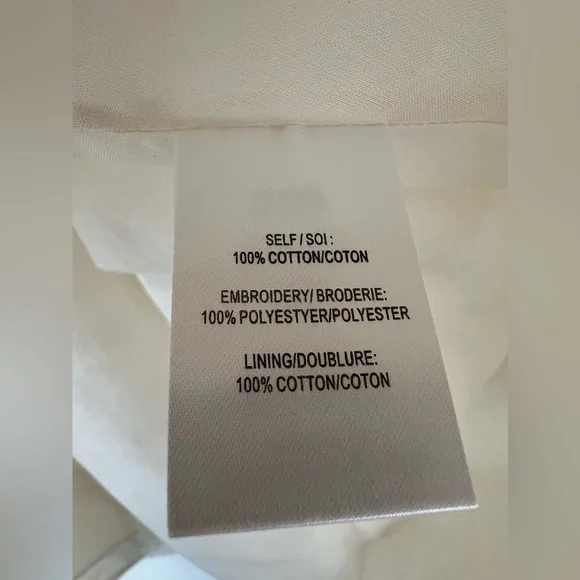 SELF/SOI:
100% COTTON/COTON
EMBROIDERY/BRODERIE:
100% POLYESTYER/POLYESTER
LINING/DOUBLURE:
100% COTTON/COTON